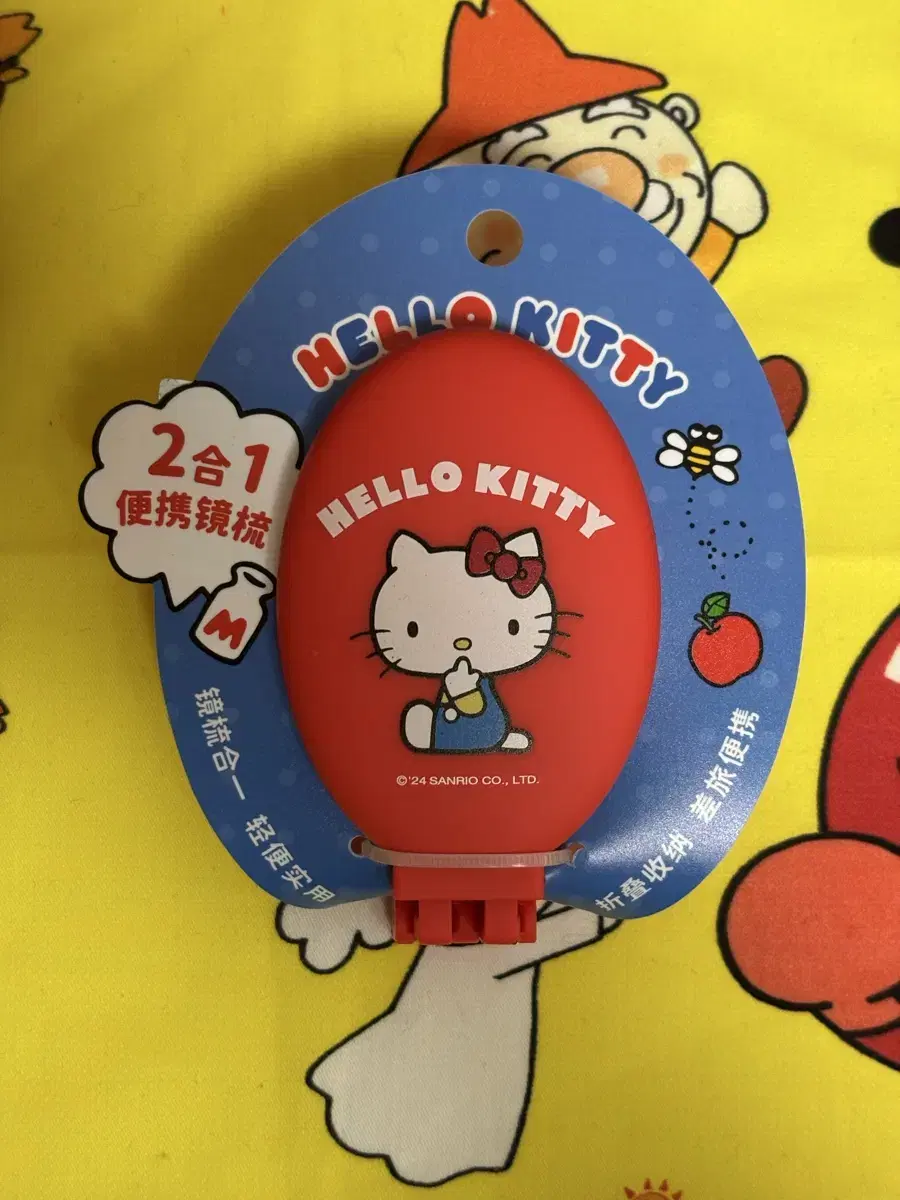 HELLO KITTY
2合1
便携镜梳
M
HELLO KITTY
©'24 SANRIO CO., LTD.
镜梳合一 轻便实用
折叠收纳 差旅便携